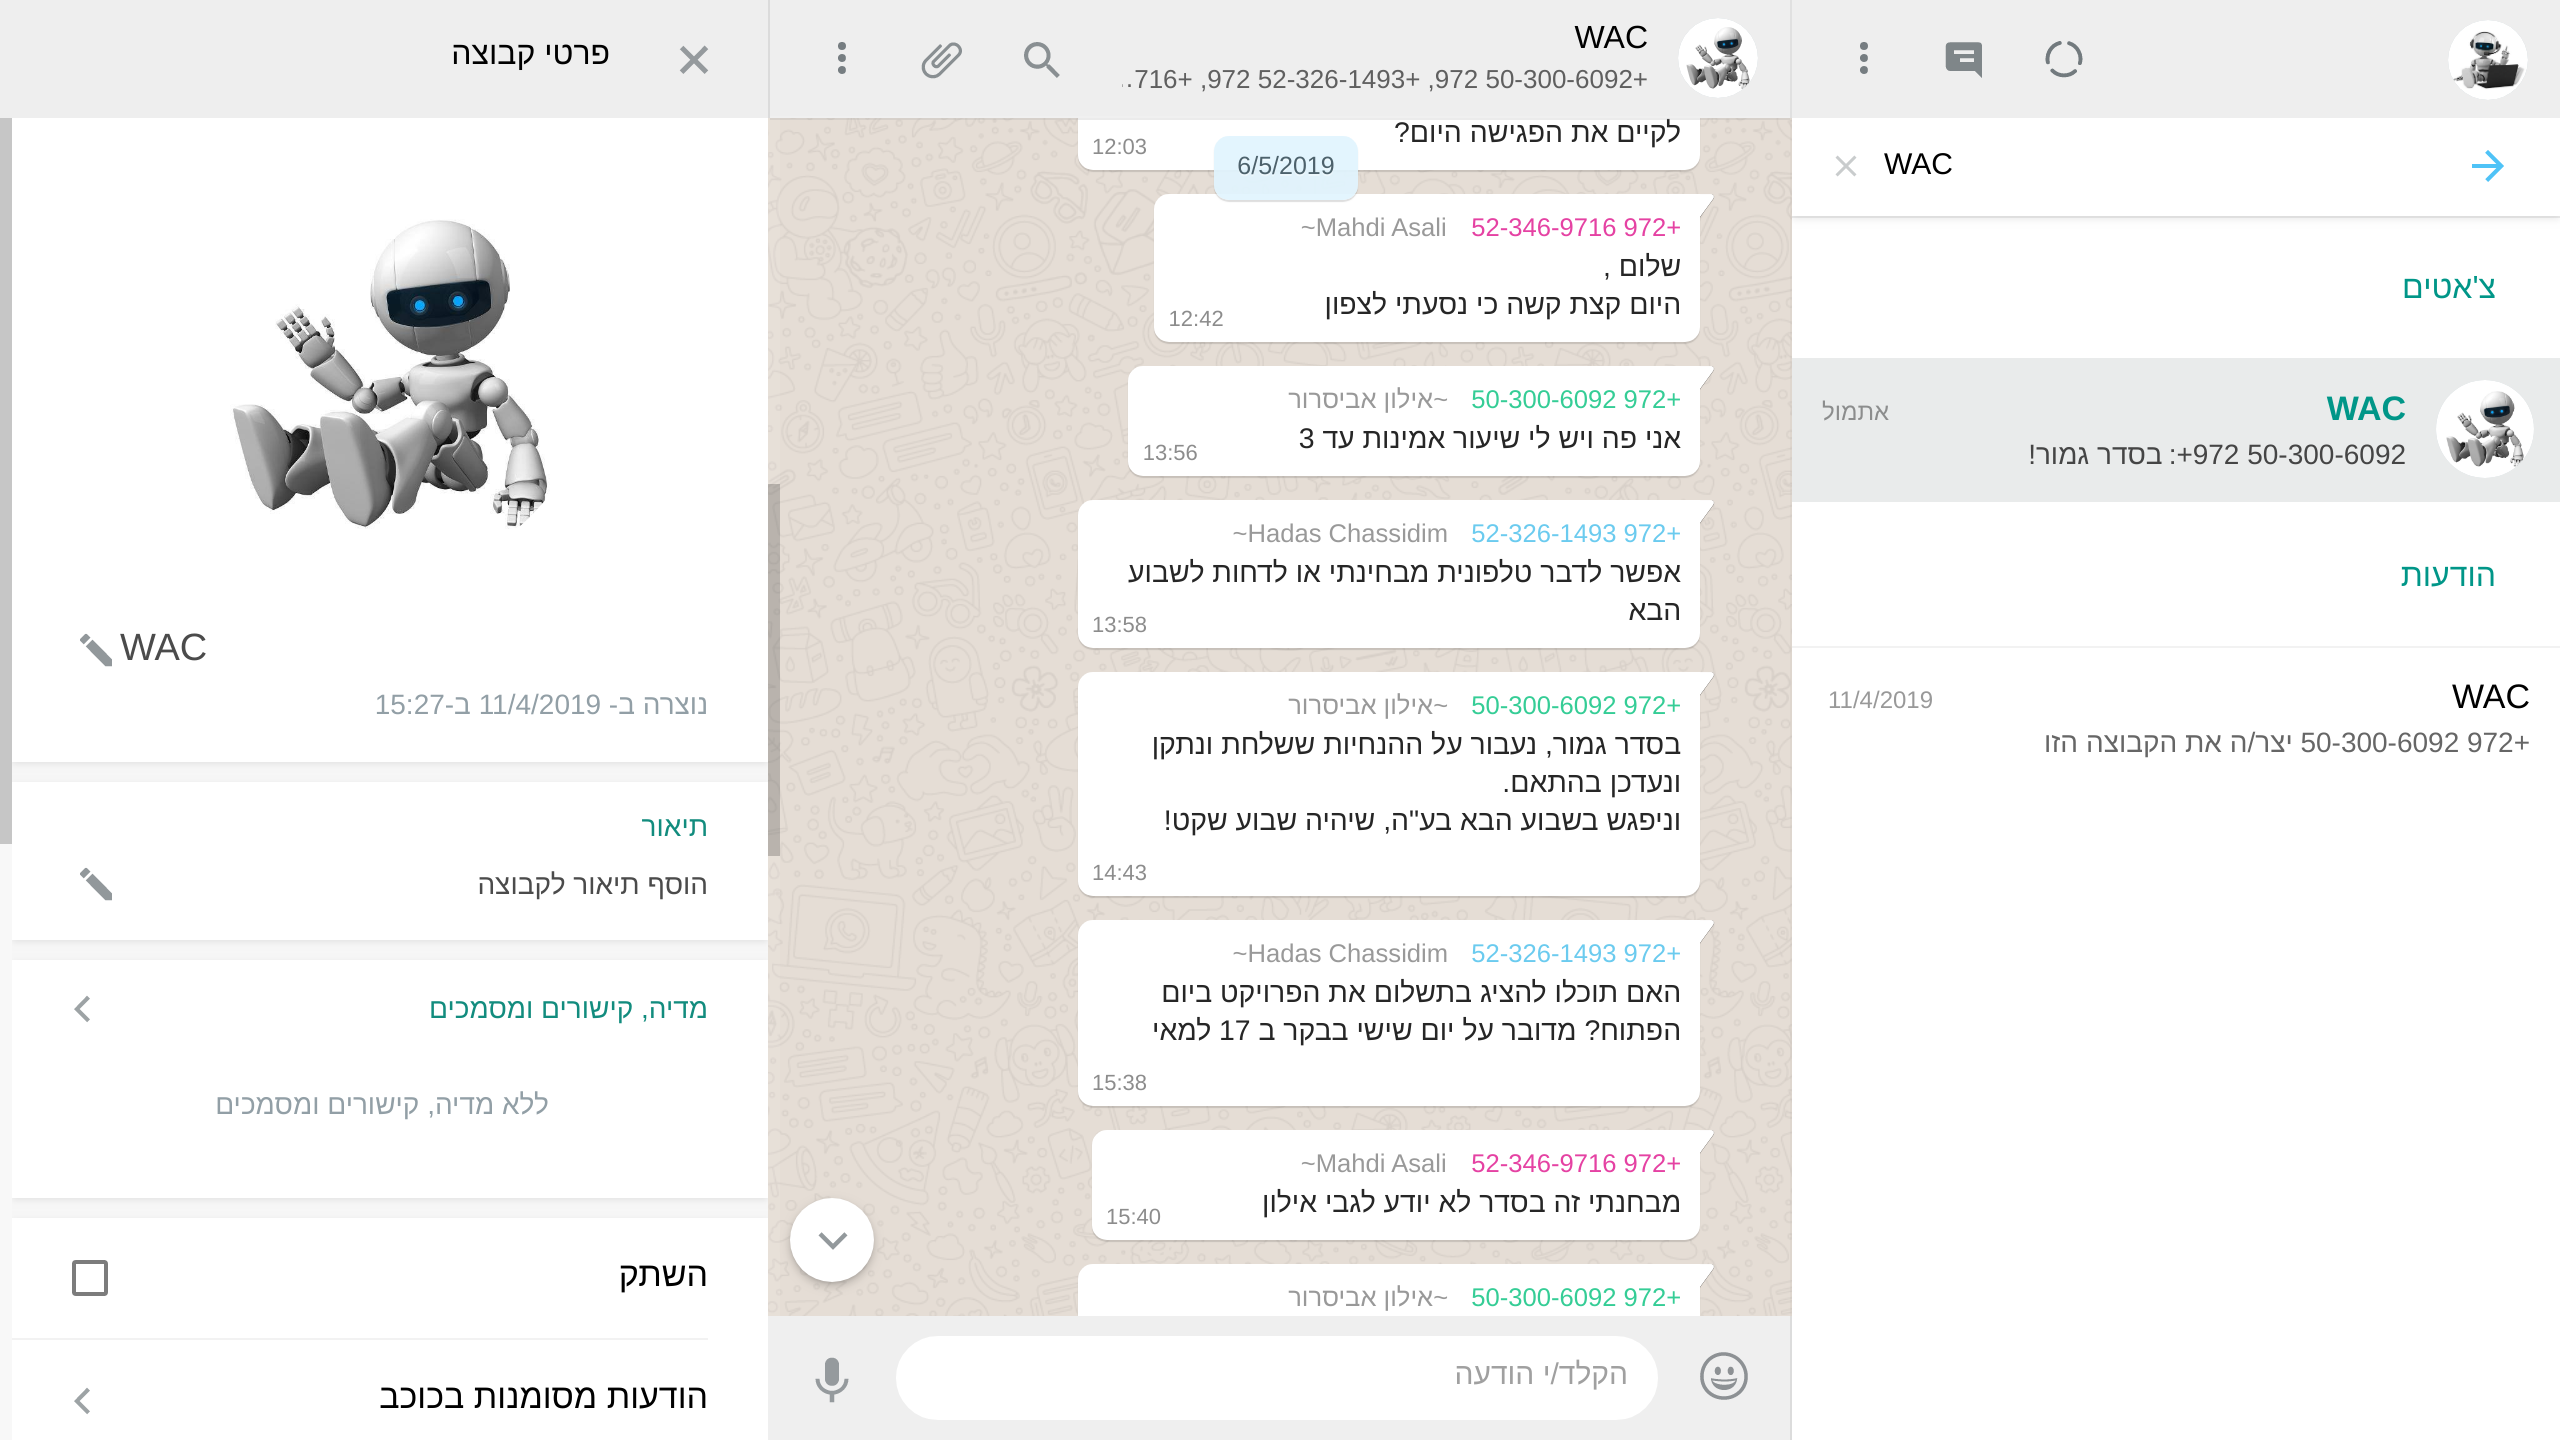 WAC
צ'אטים
WAC
אתמול
972 50-300-6092+: בסדר גמור!
הודעות
WAC
11/4/2019
+972 50-300-6092 יצר/ה את הקבוצה הזו
WAC
+972 50-300-6092, +972 52-326-1493, +972 ...716
לקיים את הפגישה היום?
12:03
6/5/2019
+972 52-346-9716 ~Mahdi Asali
שלום ,
היום קצת קשה כי נסעתי לצפון
12:42
+972 50-300-6092 ~אילון אביסרור
אני פה ויש לי שיעור אמינות עד 3
13:56
+972 52-326-1493 ~Hadas Chassidim
אפשר לדבר טלפונית מבחינתי או לדחות לשבוע
הבא
13:58
+972 50-300-6092 ~אילון אביסרור
בסדר גמור, נעבור על ההנחיות ששלחת ונתקן
ונעדכן בהתאם.
וניפגש בשבוע הבא בע"ה, שיהיה שבוע שקט!
14:43
+972 52-326-1493 ~Hadas Chassidim
האם תוכלו להציג בתשלום את הפרויקט ביום
הפתוח? מדובר על יום שישי בבקר ב 17 למאי
15:38
+972 52-346-9716 ~Mahdi Asali
מבחנתי זה בסדר לא יודע לגבי אילון
15:40
+972 50-300-6092 ~אילון אביסרור
הקלד/י הודעה
פרטי קבוצה
WAC
נוצרה ב- 11/4/2019 ב-15:27
תיאור
הוסף תיאור לקבוצה
מדיה, קישורים ומסמכים
ללא מדיה, קישורים ומסמכים
השתק
הודעות מסומנות בכוכב